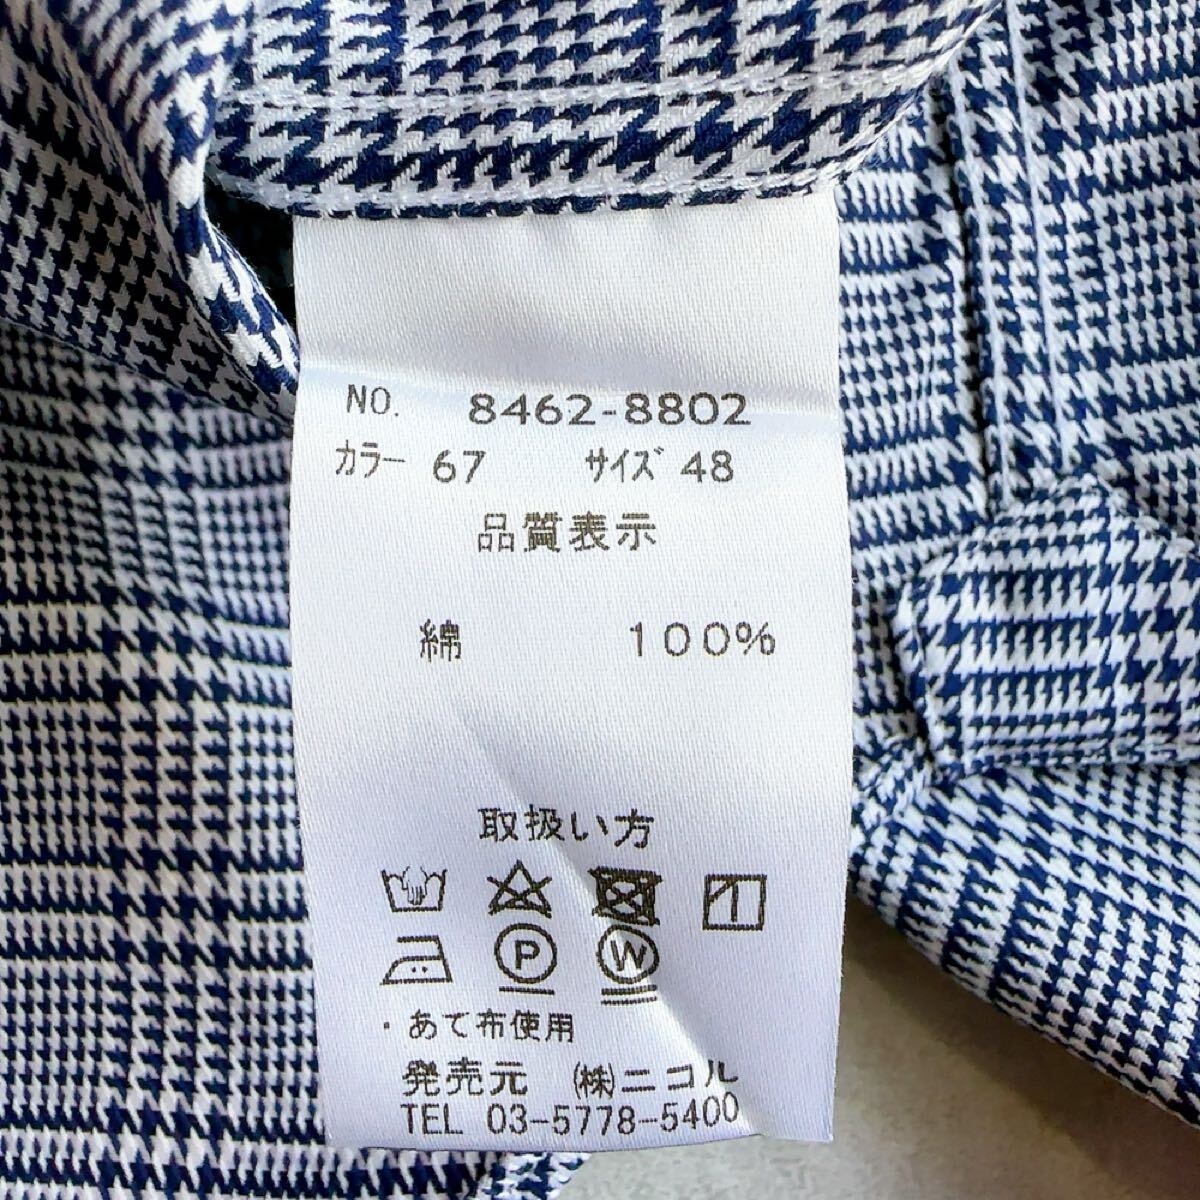 NO. 8462-8802
カラー 67 サイズ 48
品質表示
綿 100%
取扱い方
P W
・あて布使用
発売元 (株)ニコル
TEL 03-5778-5400